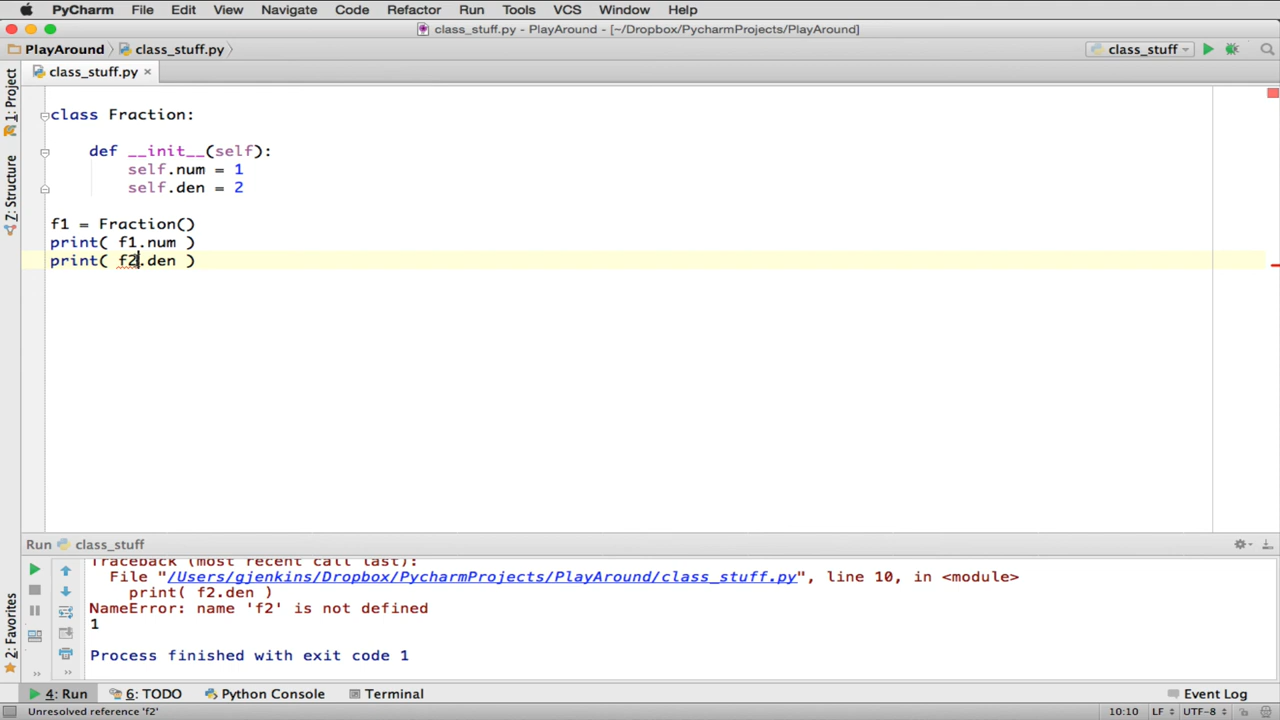 PyCharm File Edit View Navigate Code Refactor Run Tools VCS Window Help
class_stuff.py - PlayAround - [~/Dropbox/PycharmProjects/PlayAround]
PlayAround class_stuff.py class_stuff
class_stuff.py ×
1: Project
Z: Structure
2: Favorites
class Fraction:
def __init__(self):
self.num = 1
self.den = 2
f1 = Fraction()
print( f1.num )
print( f2.den )
Run class_stuff
Traceback (most recent call last):
File "/Users/gjenkins/Dropbox/PycharmProjects/PlayAround/class_stuff.py", line 10, in <module>
print( f2.den )
NameError: name 'f2' is not defined
1
Process finished with exit code 1
4: Run 6: TODO Python Console Terminal Event Log
Unresolved reference 'f2' 10:10 LF UTF-8